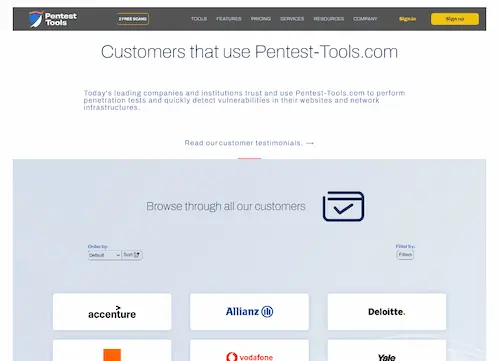 Pentest
Tools
2 FREE SCANS
TOOLS
FEATURES
PRICING
SERVICES
RESOURCES
COMPANY
Sign in
Sign up
Customers that use Pentest-Tools.com
Today's leading companies and institutions trust and use Pentest-Tools.com to perform
penetration tests and quickly detect vulnerabilities in their websites and network
infrastructures.
Read our customer testimonials. →
Browse through all our customers
Order by:
Filter by:
Default
Sort
Filters
accenture
Allianz
Deloitte.
vodafone
Yale